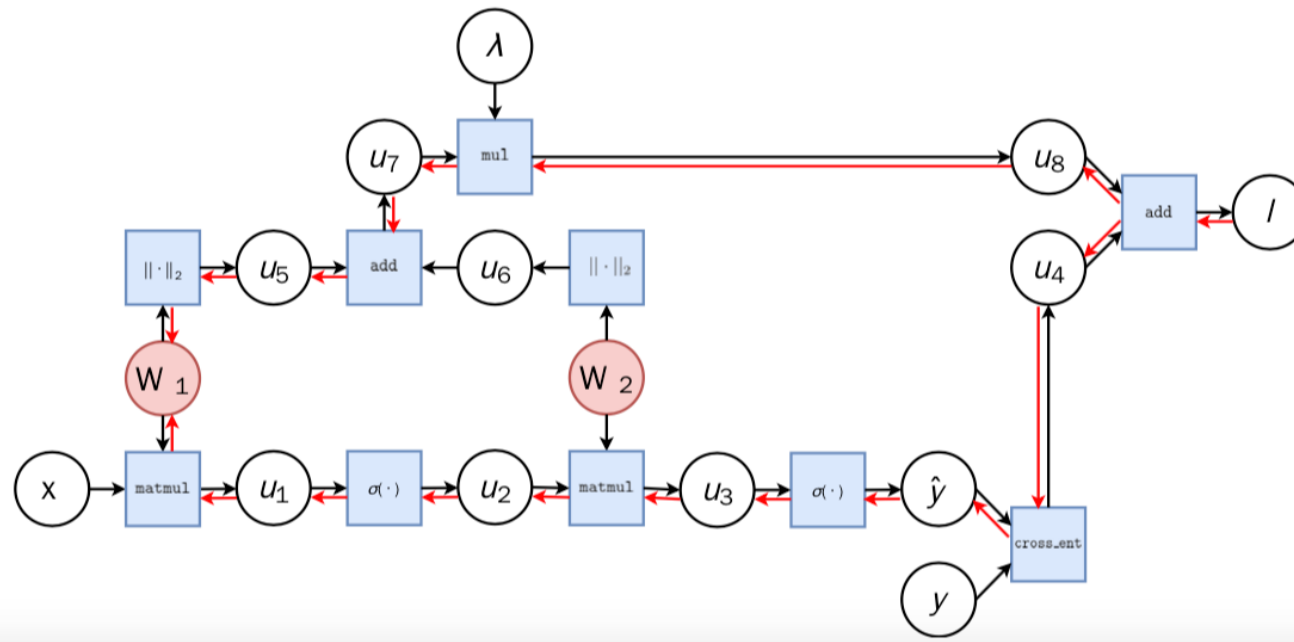 λ
u₇
mul
u₈
add
l
‖·‖₂
u₅
add
u₆
‖·‖₂
u₄
W 1
W 2
x
matmul
u₁
σ(·)
u₂
matmul
u₃
σ(·)
ŷ
cross_ent
y